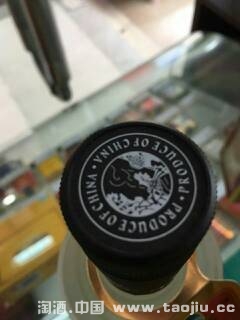 PRODUCE OF CHINA · PRODUCE OF CHINA ·
淘酒.中国 www.taojiu.cc